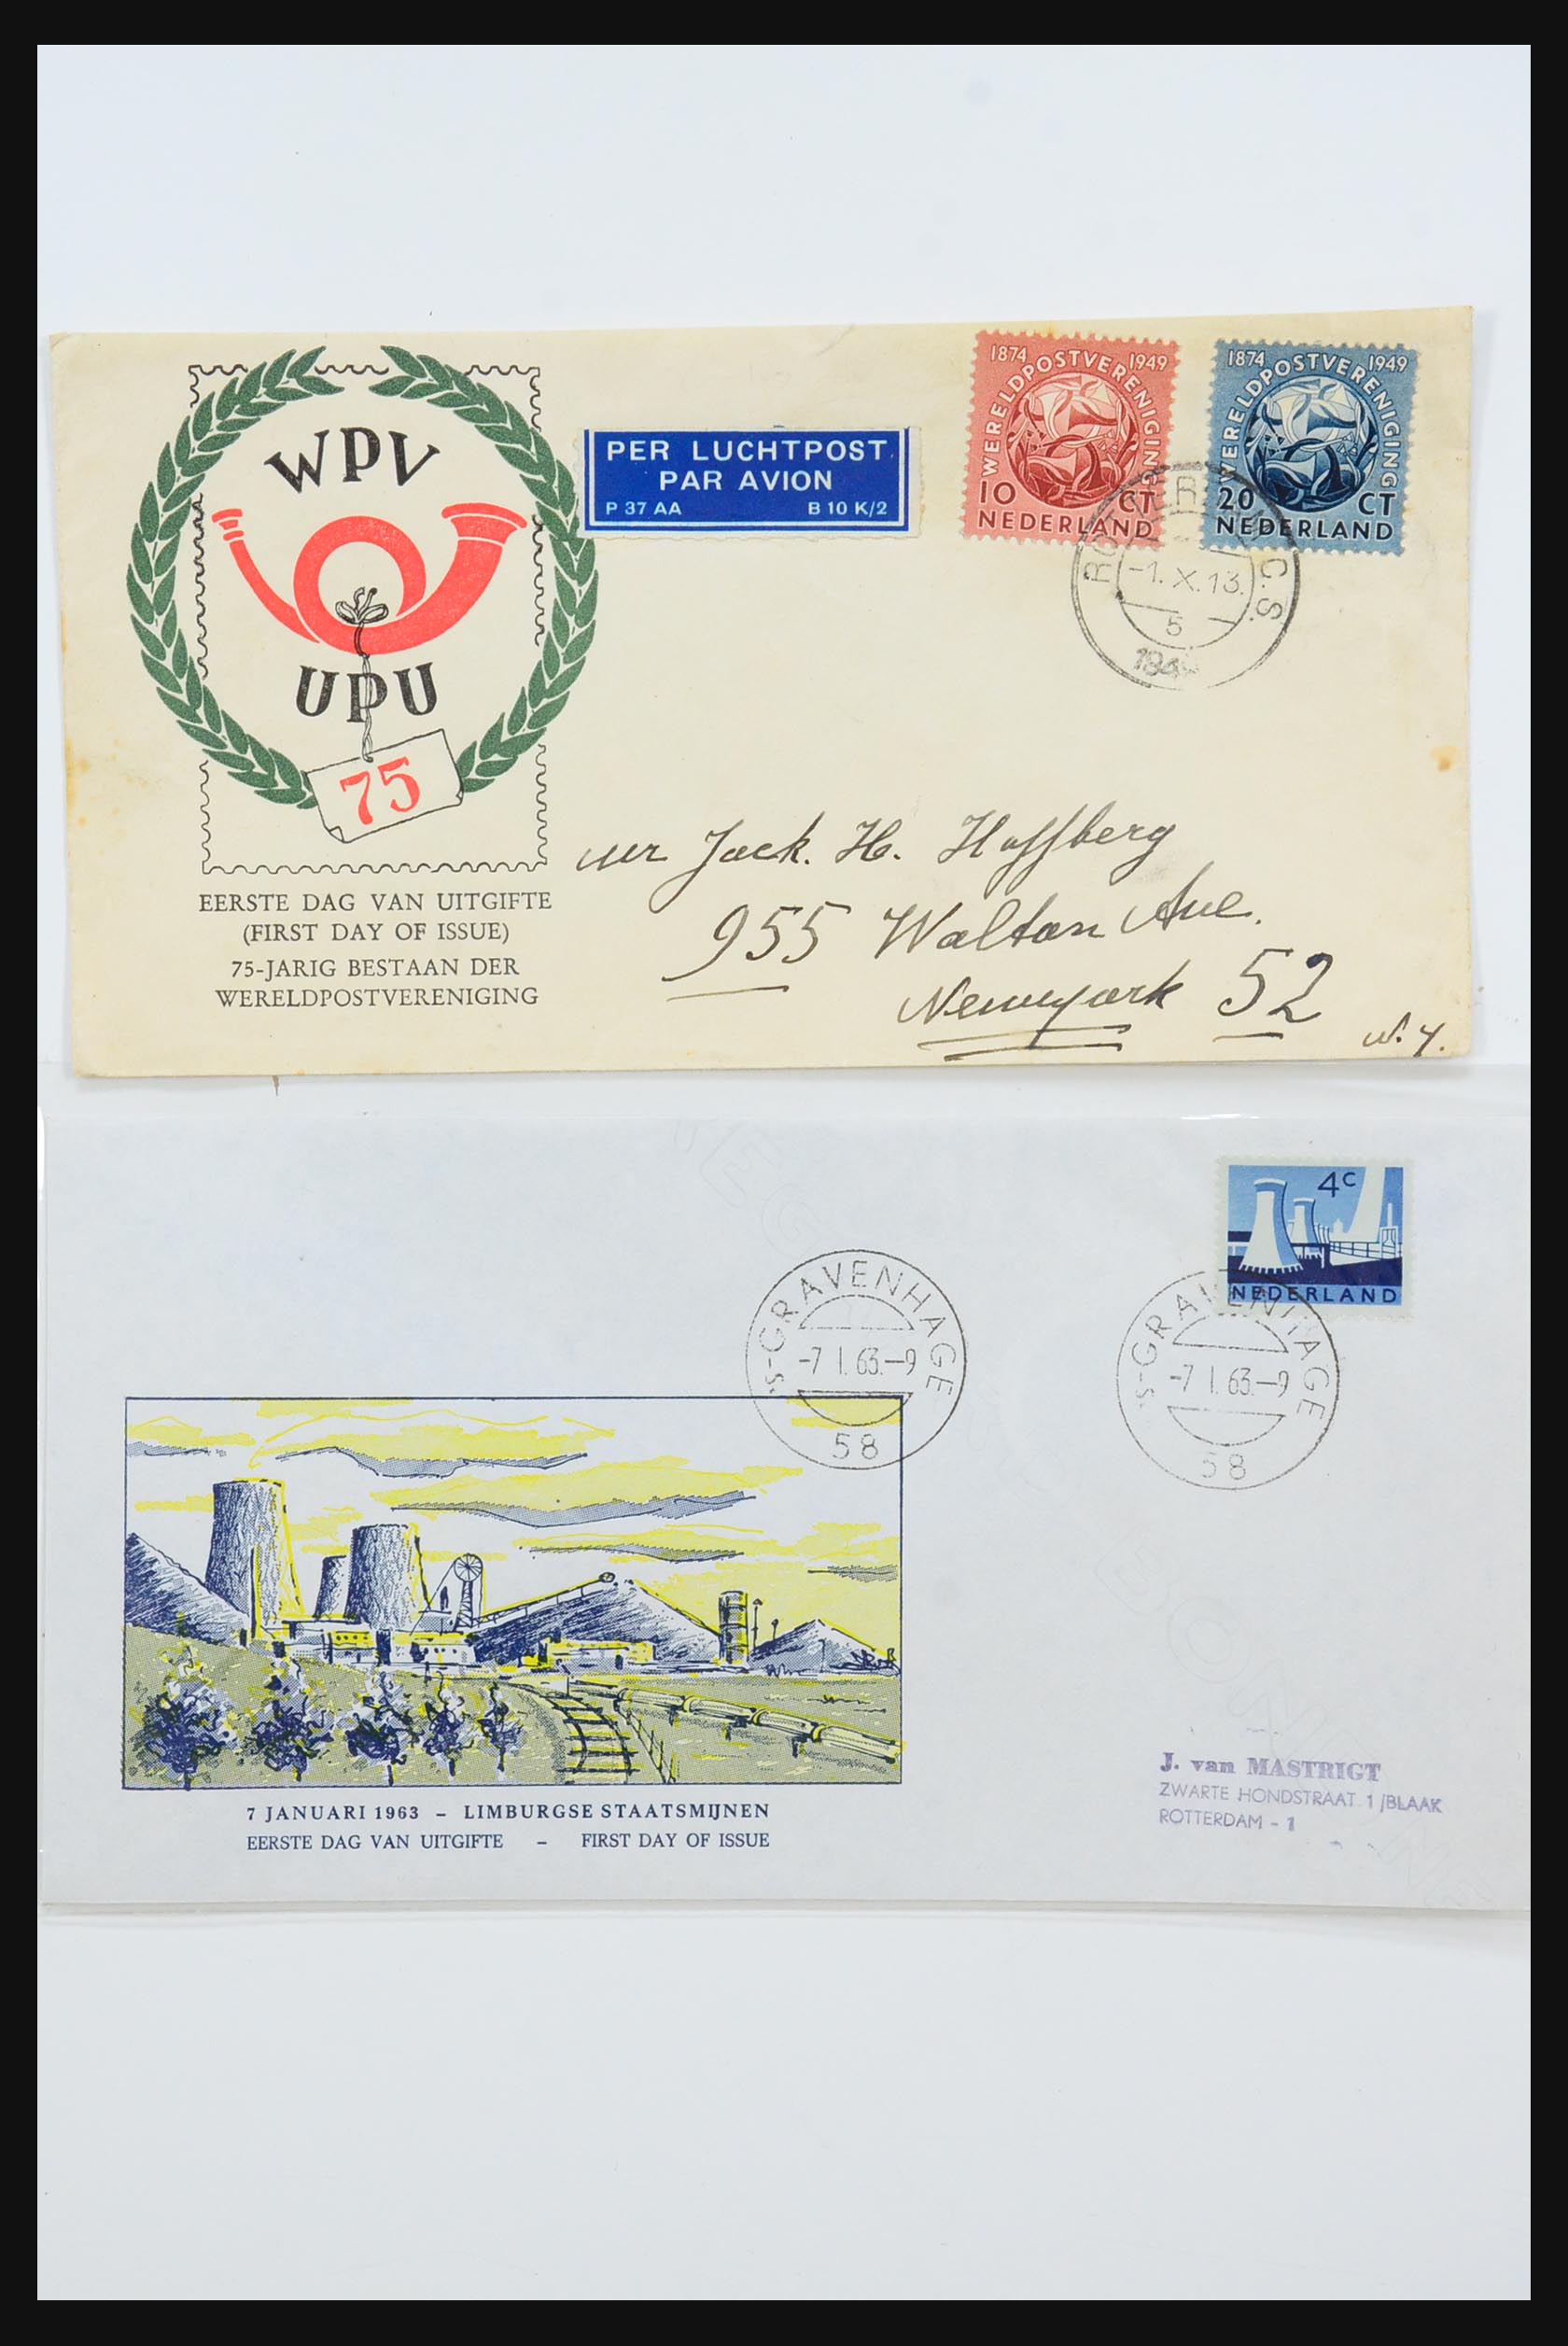 WPV
UPU
75
EERSTE DAG VAN UITGIFTE
(FIRST DAY OF ISSUE)
75-JARIG BESTAAN DER
WERELDPOSTVERENIGING
PER LUCHTPOST
PAR AVION
P 37 AA B 10 K/2
1874 1949
WERELDPOSTVERENIGING
10 CT
NEDERLAND
1874 1949
WERELDPOSTVERENIGING
20 CT
NEDERLAND
-1.X.13.
5
Jack. H. Hoffberg
955 Walton Ave.
Newyork 52
N.Y.
4c
NEDERLAND
's-GRAVENHAGE
-7 I.63.-9
58
's-GRAVENHAGE
-7 I.63.-9
58
7 JANUARI 1963 – LIMBURGSE STAATSMIJNEN
EERSTE DAG VAN UITGIFTE – FIRST DAY OF ISSUE
J. van MASTRIGT
ZWARTE HONDSTRAAT 1/BLAAK
ROTTERDAM - 1